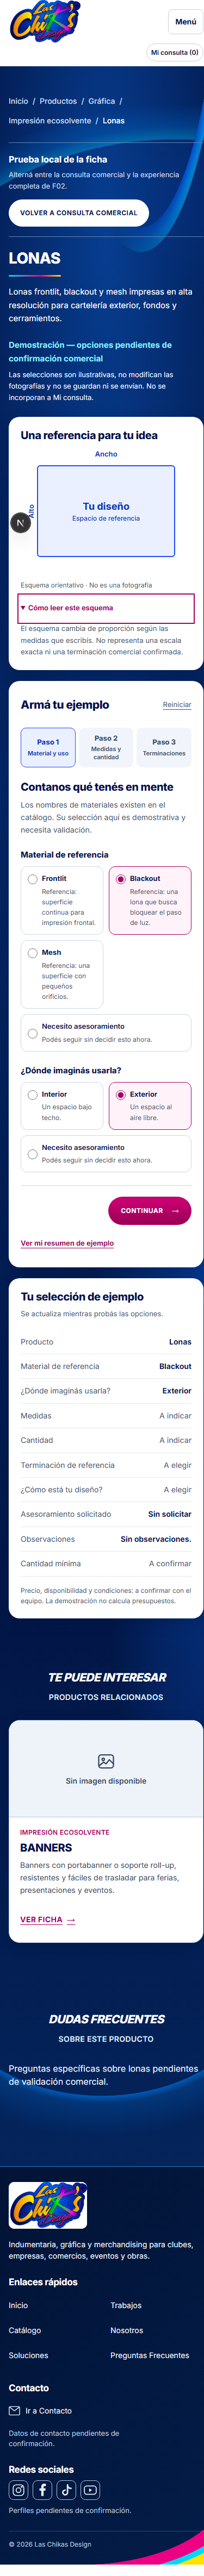 Las
Chik's
Design
Menú
Mi consulta (0)
Inicio / Productos / Gráfica /
Impresión ecosolvente / Lonas
Prueba local de la ficha
Alterná entre la consulta comercial y la experiencia
completa de F02.
VOLVER A CONSULTA COMERCIAL
LONAS
Lonas frontlit, blackout y mesh impresas en alta
resolución para cartelería exterior, fondos y
cerramientos.
Demostración — opciones pendientes de
confirmación comercial
Las selecciones son ilustrativas, no modifican las
fotografías y no se guardan ni se envían. No se
incorporan a Mi consulta.
Una referencia para tu idea
Ancho
Alto
Tu diseño
Espacio de referencia
N
Esquema orientativo · No es una fotografía
▼ Cómo leer este esquema
El esquema cambia de proporción según las
medidas que escribís. No representa una escala
exacta ni una terminación comercial confirmada.
Armá tu ejemplo
Reiniciar
Paso 1
Material y uso
Paso 2
Medidas y
cantidad
Paso 3
Terminaciones
Contanos qué tenés en mente
Los nombres de materiales existen en el
catálogo. Su selección aquí es demostrativa y
necesita validación.
Material de referencia
Frontlit
Referencia:
superficie
continua para
impresión frontal.
Blackout
Referencia: una
lona que busca
bloquear el paso
de luz.
Mesh
Referencia: una
superficie con
pequeños
orificios.
Necesito asesoramiento
Podés seguir sin decidir esto ahora.
¿Dónde imaginás usarla?
Interior
Un espacio bajo
techo.
Exterior
Un espacio al
aire libre.
Necesito asesoramiento
Podés seguir sin decidir esto ahora.
CONTINUAR →
Ver mi resumen de ejemplo
Tu selección de ejemplo
Se actualiza mientras probás las opciones.
Producto Lonas
Material de referencia Blackout
¿Dónde imaginás usarla? Exterior
Medidas A indicar
Cantidad A indicar
Terminación de referencia A elegir
¿Cómo está tu diseño? A elegir
Asesoramiento solicitado Sin solicitar
Observaciones Sin observaciones.
Cantidad mínima A confirmar
Precio, disponibilidad y condiciones: a confirmar con el
equipo. La demostración no calcula presupuestos.
TE PUEDE INTERESAR
PRODUCTOS RELACIONADOS
Sin imagen disponible
IMPRESIÓN ECOSOLVENTE
BANNERS
Banners con portabanner o soporte roll-up,
resistentes y fáciles de trasladar para ferias,
presentaciones y eventos.
VER FICHA →
DUDAS FRECUENTES
SOBRE ESTE PRODUCTO
Preguntas específicas sobre lonas pendientes
de validación comercial.
Las
Chik's
Design
Indumentaria, gráfica y merchandising para clubes,
empresas, comercios, eventos y obras.
Enlaces rápidos
Inicio Trabajos
Catálogo Nosotros
Soluciones Preguntas Frecuentes
Contacto
Ir a Contacto
Datos de contacto pendientes de
confirmación.
Redes sociales
Perfiles pendientes de confirmación.
© 2026 Las Chikas Design